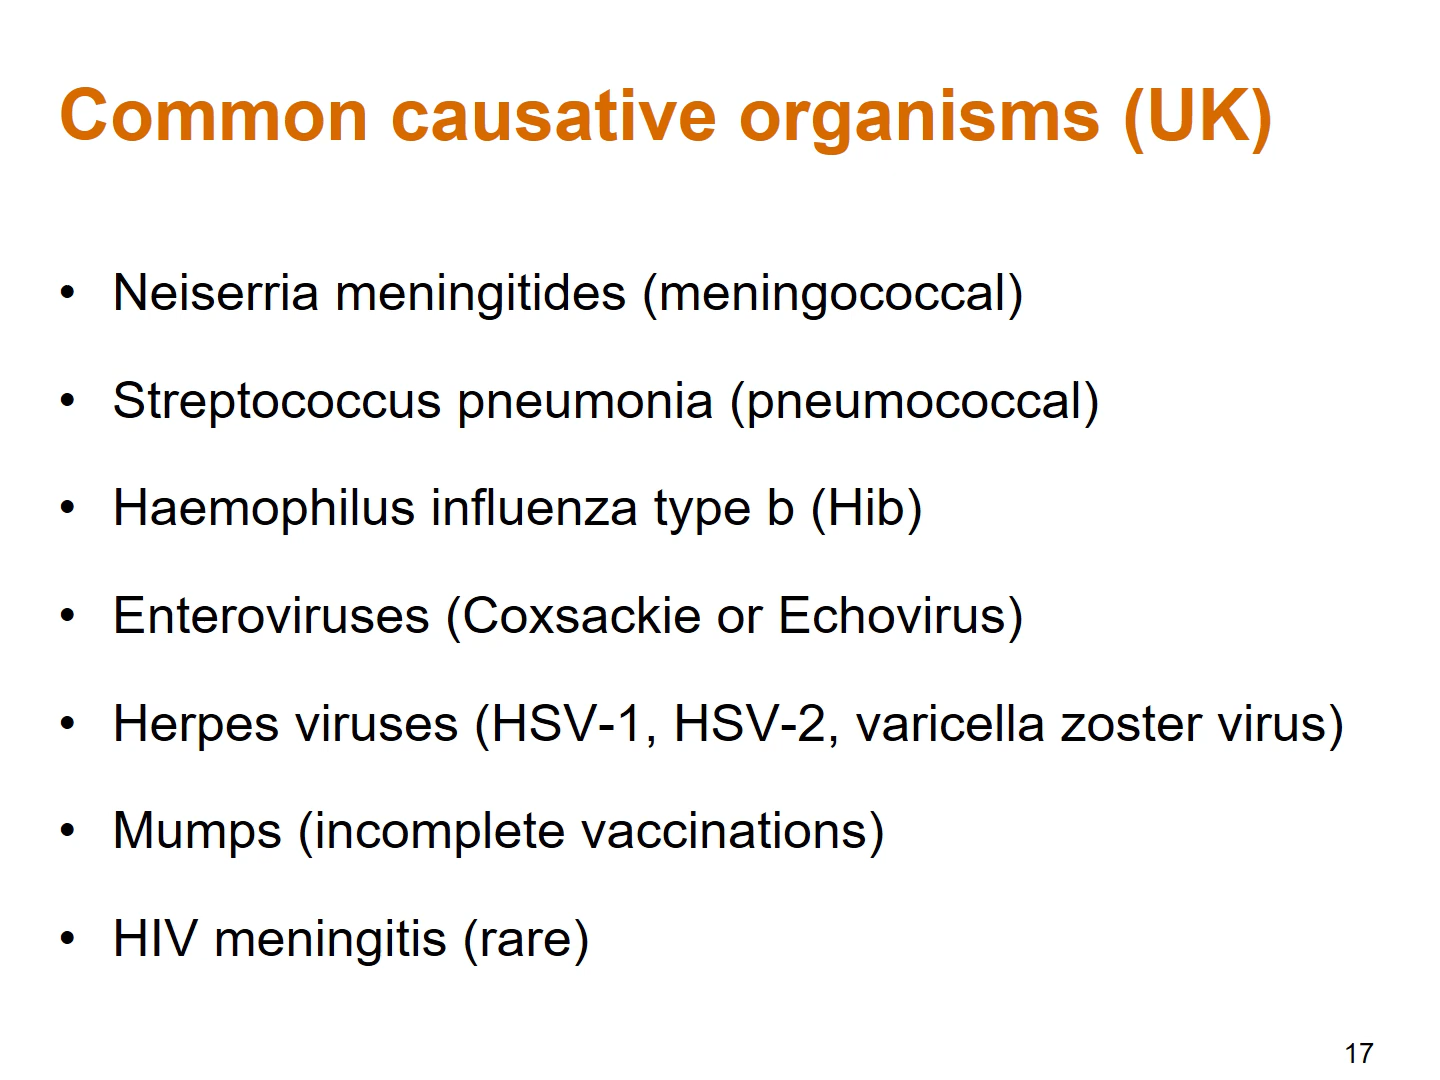 Common causative organisms (UK)
• Neiserria meningitides (meningococcal)
• Streptococcus pneumonia (pneumococcal)
• Haemophilus influenza type b (Hib)
• Enteroviruses (Coxsackie or Echovirus)
• Herpes viruses (HSV-1, HSV-2, varicella zoster virus)
• Mumps (incomplete vaccinations)
• HIV meningitis (rare)
17